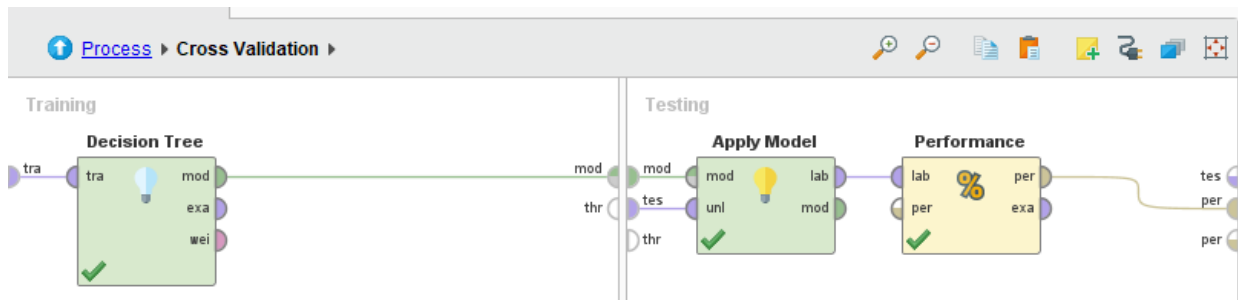 Process ▸ Cross Validation ▸
Training
Testing
Decision Tree
Apply Model
Performance
tra
tra
mod
exa
wei
mod
thr
mod
tes
thr
mod
unl
lab
mod
lab
per
%
per
exa
tes
per
per